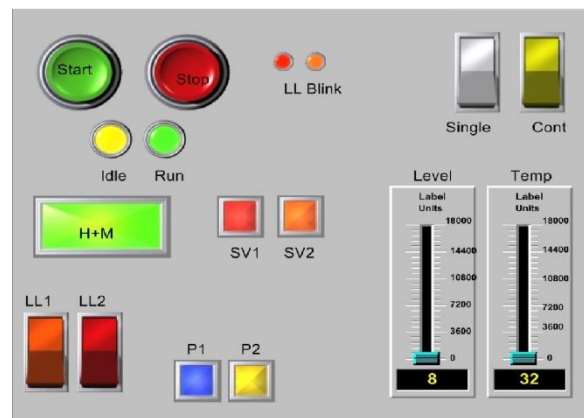 Start
Stop
LL Blink
Single
Cont
Idle
Run
Level
Temp
Label
Units
18000
14400
10800
7200
3600
0
8
Label
Units
18000
14400
10800
7200
3600
0
32
H+M
SV1
SV2
LL1
LL2
P1
P2